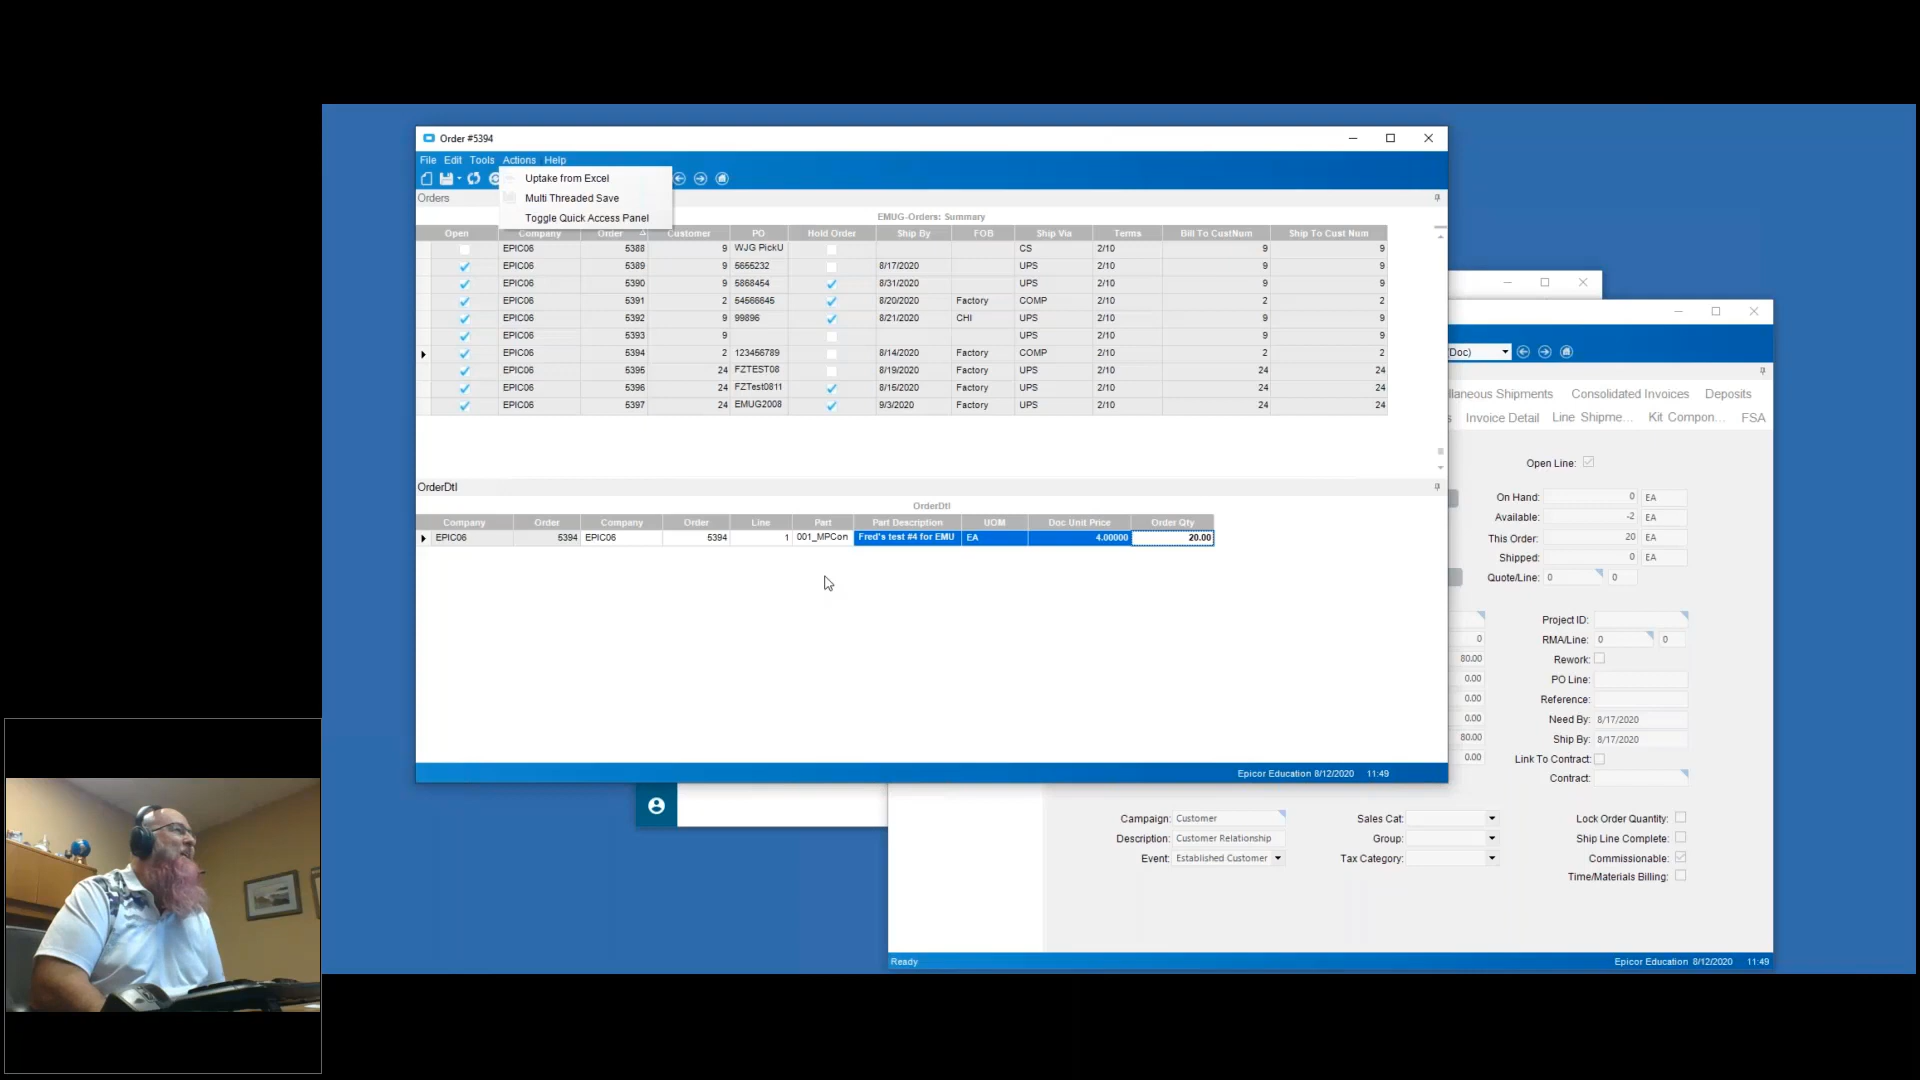 Order #5394
File Edit Tools Actions Help
Uptake from Excel
Multi Threaded Save
Toggle Quick Access Panel
Orders
EMUG-Orders: Summary
Open Company Order Customer PO Hold Order Ship By FOB Ship Via Terms Bill To CustNum Ship To Cust Num
EPIC06 5388 9 WJG PickU CS 2/10 9 9
EPIC06 5389 9 5655232 8/17/2020 UPS 2/10 9 9
EPIC06 5390 9 5868454 8/31/2020 UPS 2/10 9 9
EPIC06 5391 2 54566645 8/20/2020 Factory COMP 2/10 2 2
EPIC06 5392 9 99896 8/21/2020 CHI UPS 2/10 9 9
EPIC06 5393 9 UPS 2/10 9 9
EPIC06 5394 2 123456789 8/14/2020 Factory COMP 2/10 2 2
EPIC06 5395 24 FZTEST08 8/19/2020 Factory UPS 2/10 24 24
EPIC06 5396 24 FZTest0811 8/15/2020 Factory UPS 2/10 24 24
EPIC06 5397 24 EMUG2008 9/3/2020 Factory UPS 2/10 24 24
OrderDtl
OrderDtl
Company Order Company Order Line Part Part Description UOM Doc Unit Price Order Qty
EPIC06 5394 EPIC06 5394 1 001_MPCon Fred's test #4 for EMU EA 4.00000 20.00
Epicor Education 8/12/2020 11:49
Doc)
llaneous Shipments Consolidated Invoices Deposits
s Invoice Detail Line Shipme... Kit Compon... FSA
Open Line:
On Hand: 0 EA
Available: -2 EA
This Order: 20 EA
Shipped: 0 EA
Quote/Line: 0 0
Project ID:
0 RMA/Line: 0 0
80.00 Rework:
0.00 PO Line:
0.00 Reference:
0.00 Need By: 8/17/2020
80.00 Ship By: 8/17/2020
0.00 Link To Contract:
Contract:
Campaign: Customer Sales Cat: Lock Order Quantity:
Description: Customer Relationship Group: Ship Line Complete:
Event: Established Customer Tax Category: Commissionable:
Time/Materials Billing:
Ready Epicor Education 8/12/2020 11:49